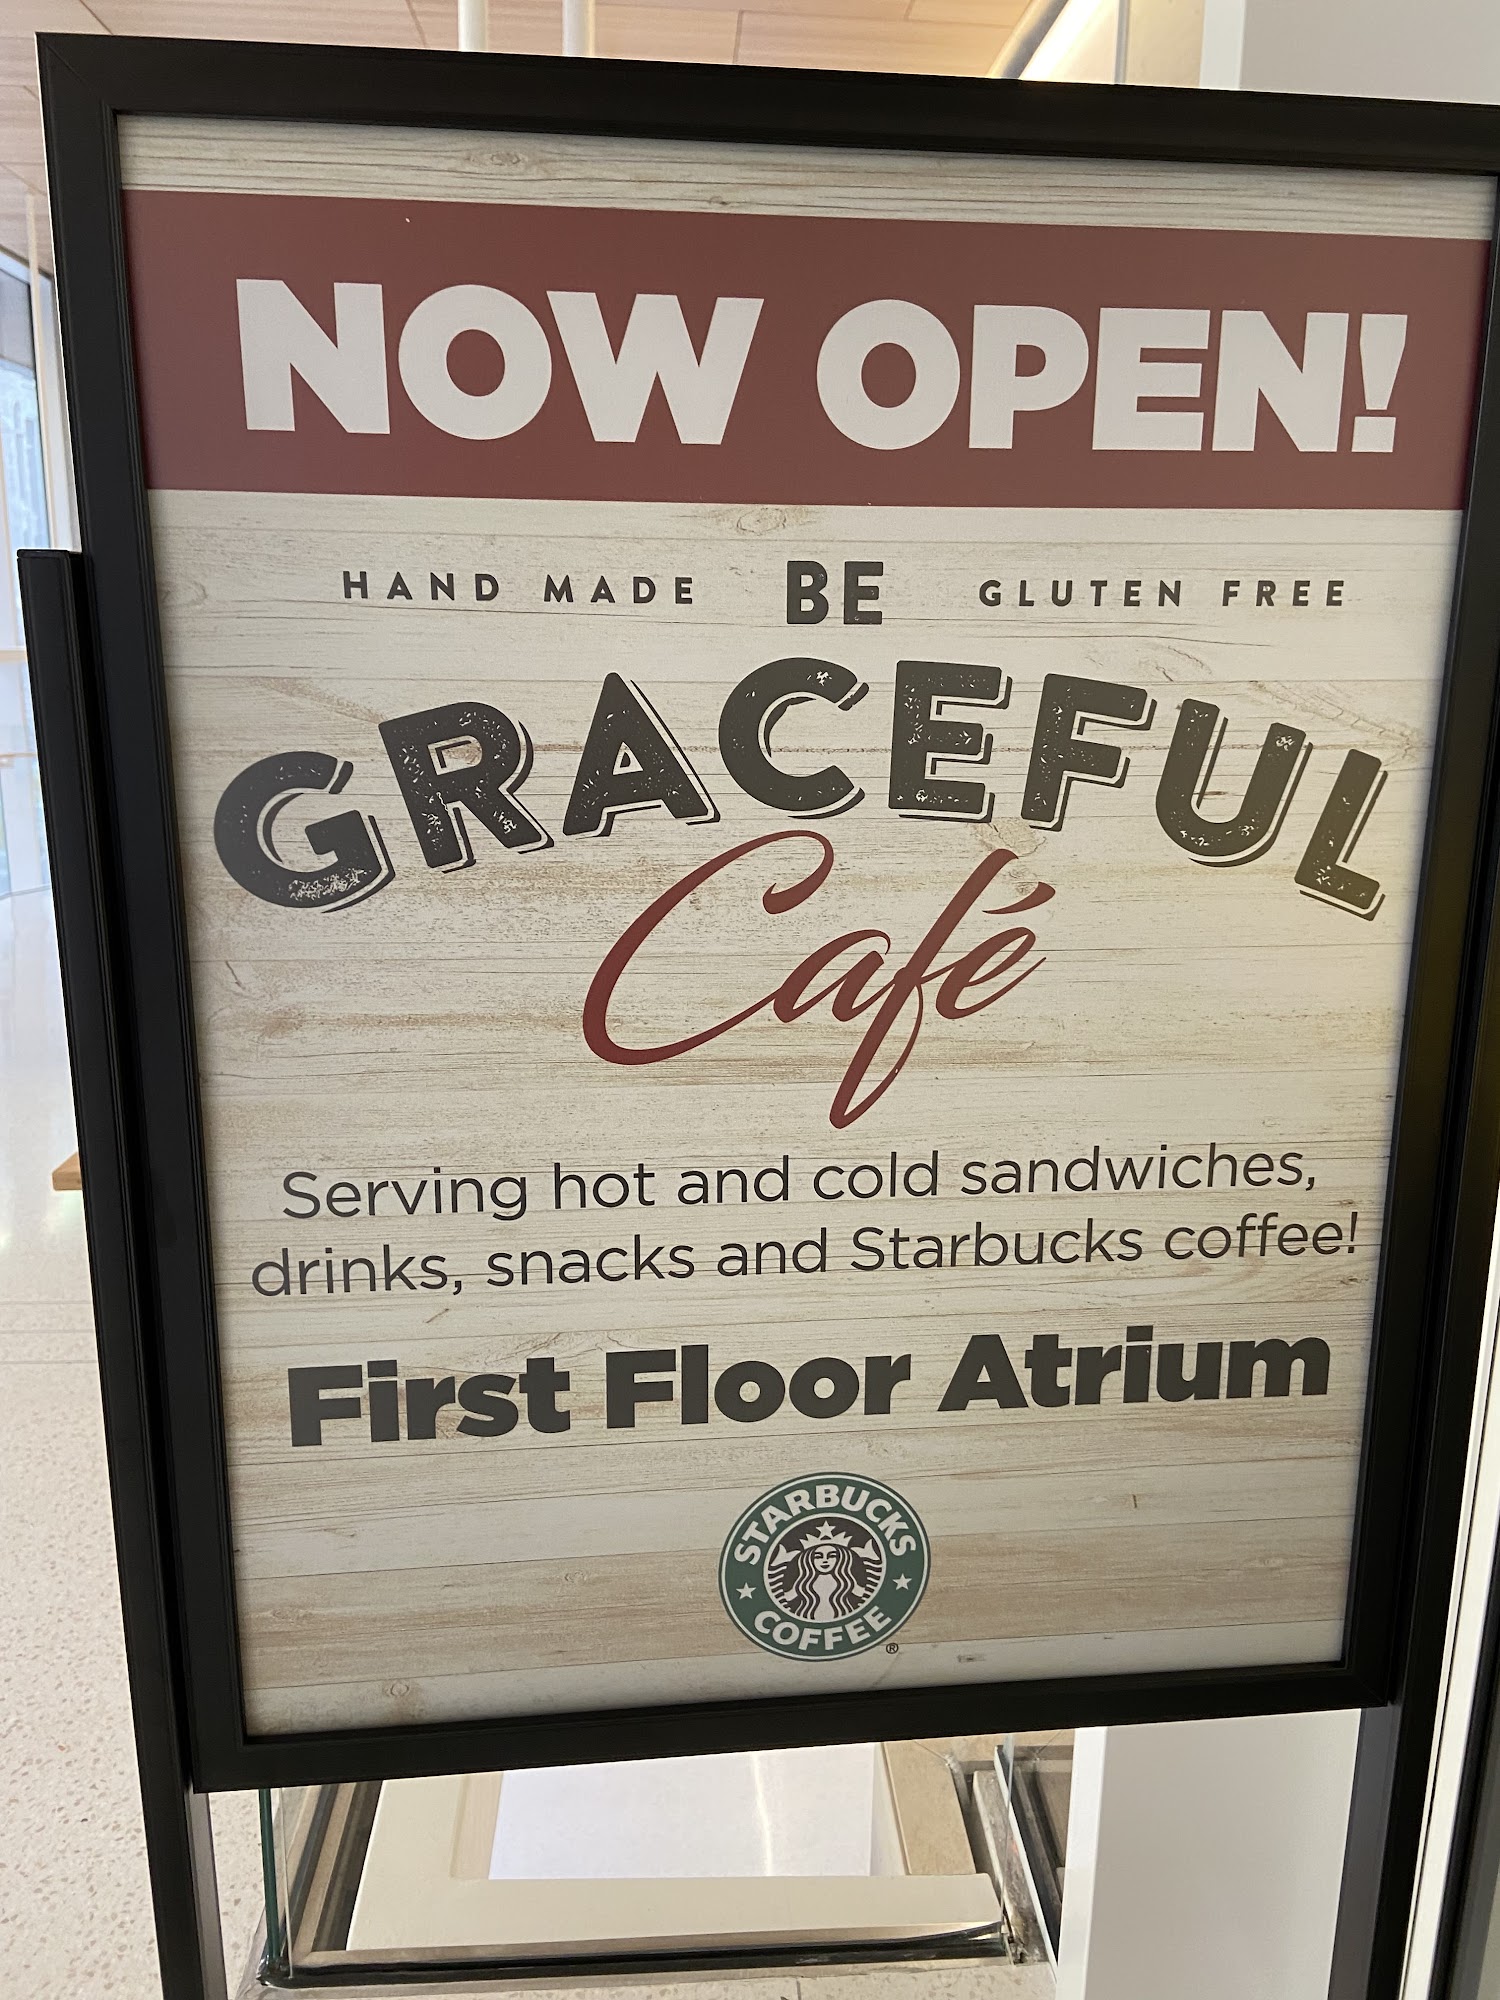 NOW OPEN!
HAND MADE BE GLUTEN FREE
GRACEFUL
Café
Serving hot and cold sandwiches,
drinks, snacks and Starbucks coffee!
First Floor Atrium
STARBUCKS
COFFEE
®